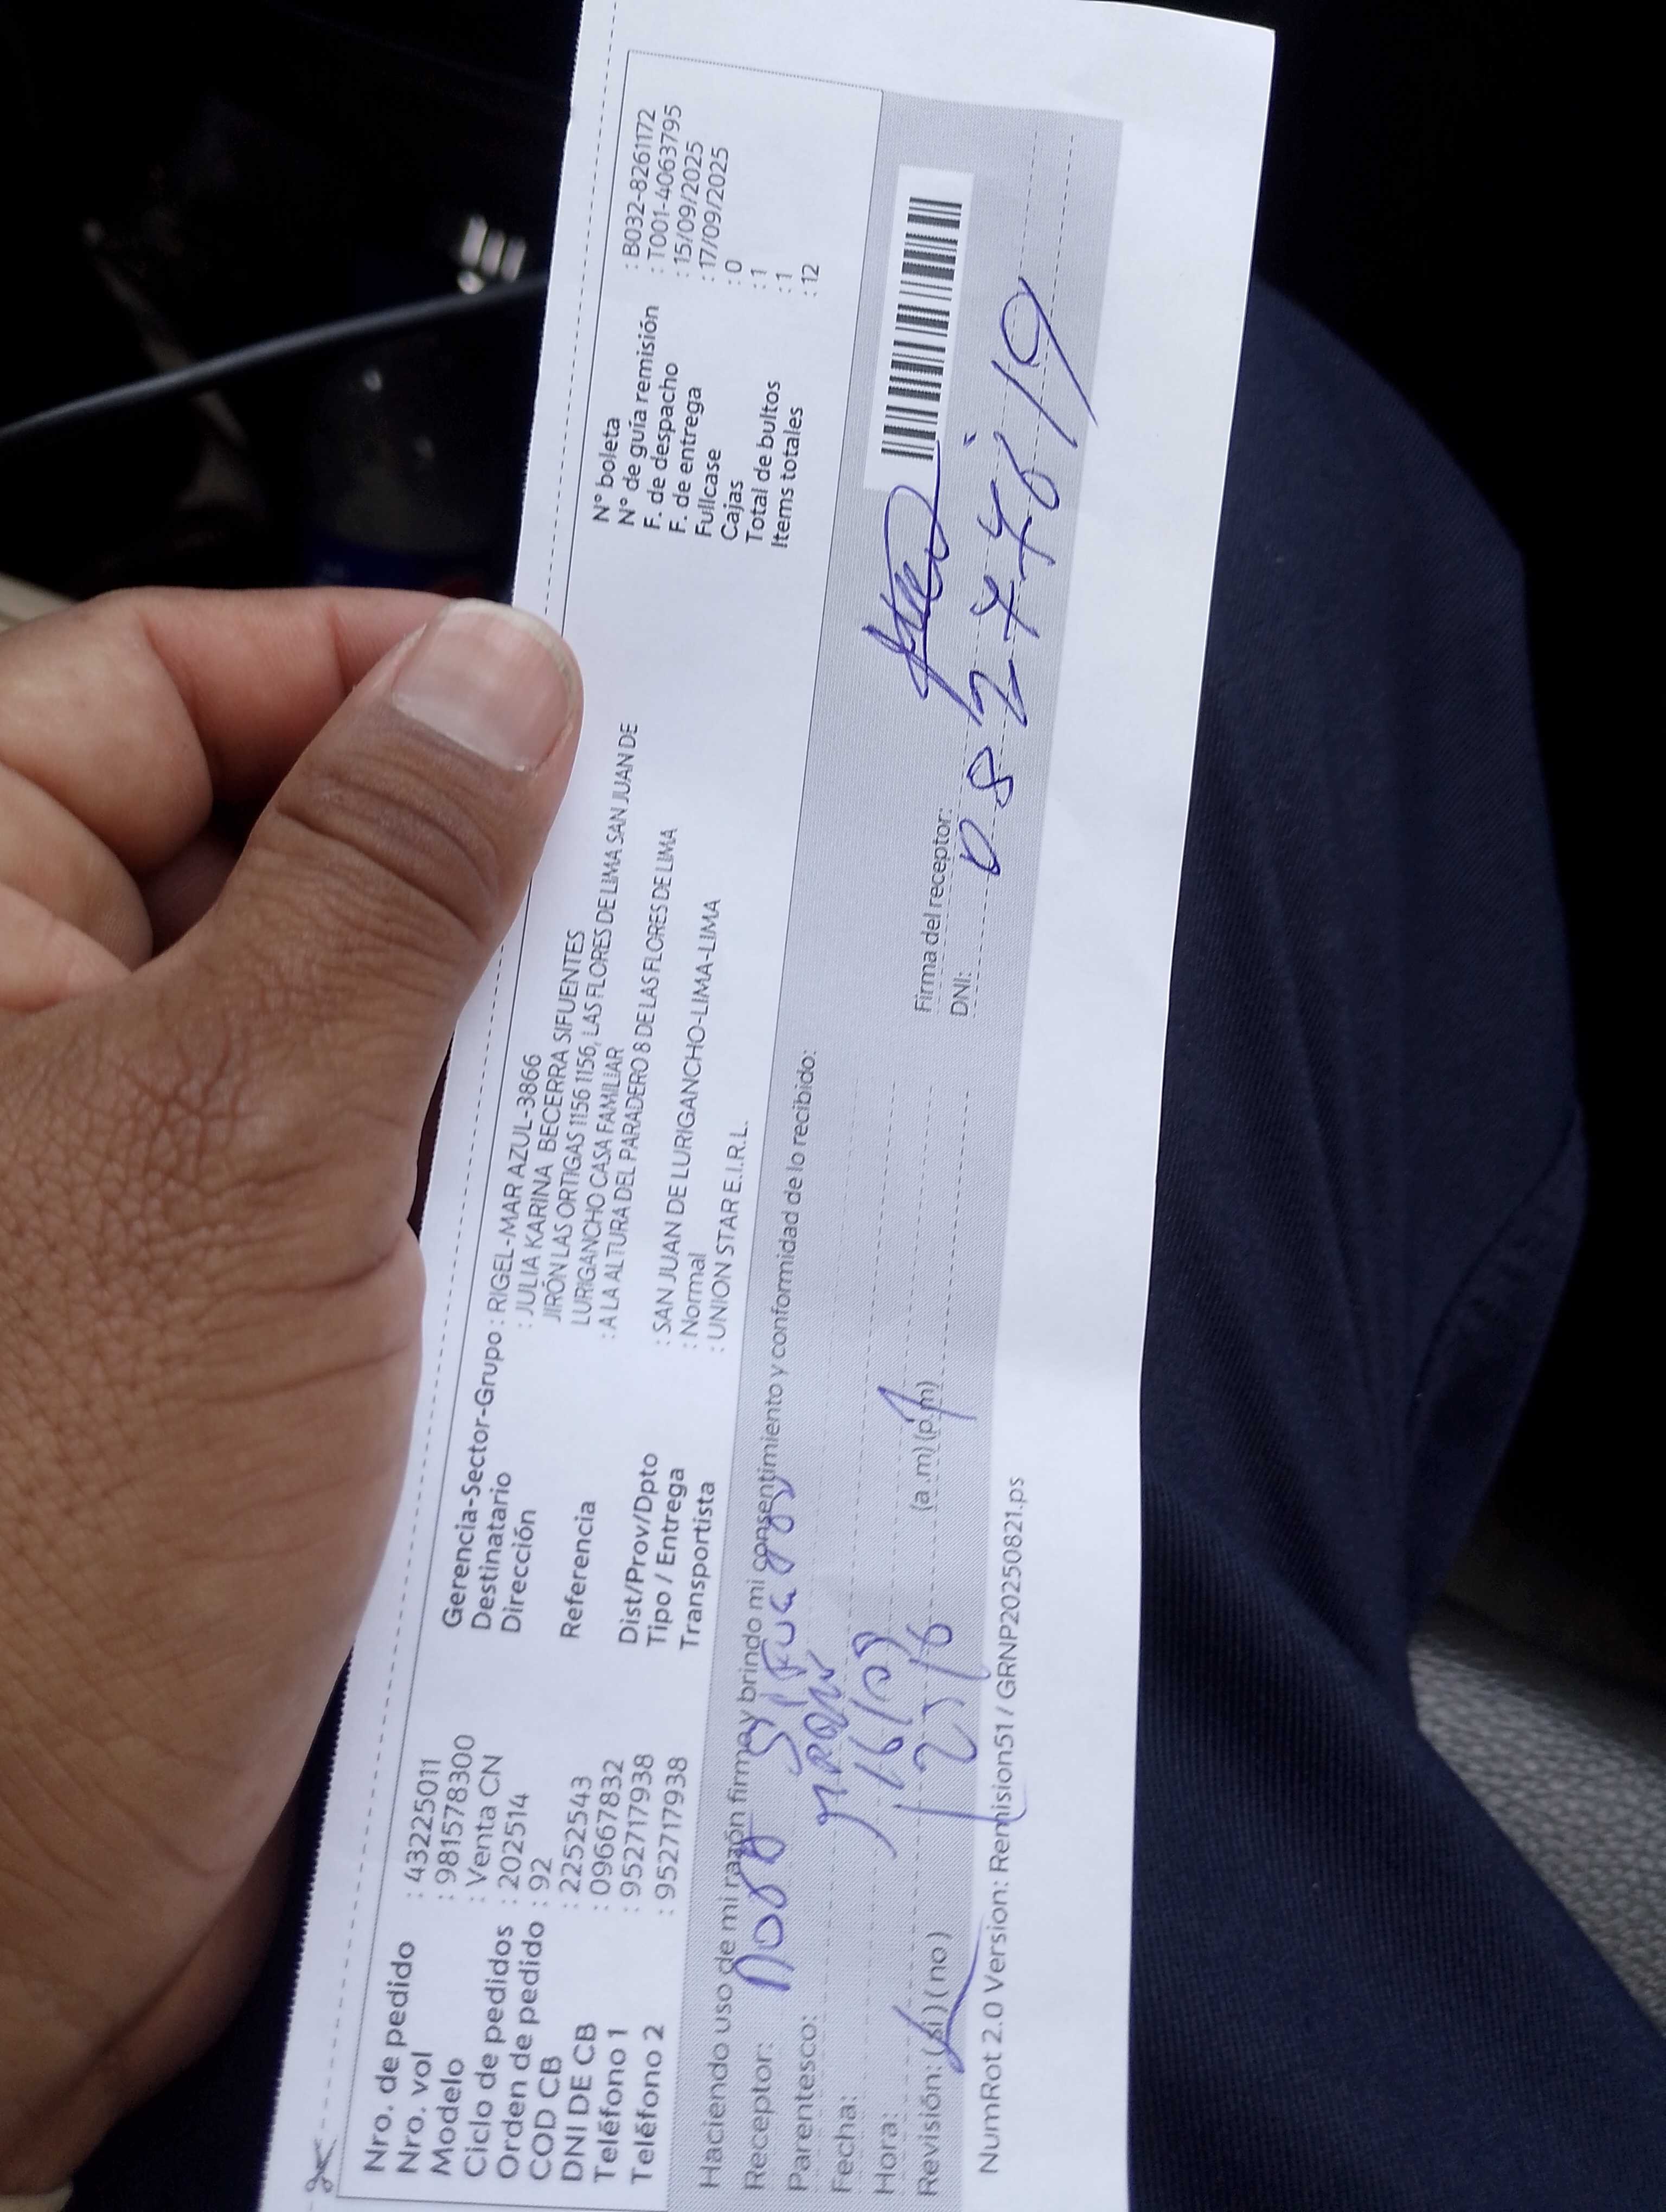 Nro. de pedido : 432225011
Nro. vol : 981578300
Modelo : Venta CN
Ciclo de pedidos : 202514
Orden de pedido : 92
COD CB : 2252543
DNI DE CB : 09667832
Teléfono 1 : 952717938
Teléfono 2 : 952717938
Gerencia-Sector-Grupo : RIGEL-MAR AZUL-3866
Destinatario : JULIA KARINA BECERRA SIFUENTES
Dirección JIRÓN LAS ORTIGAS 1156 1156, LAS FLORES DE LIMA SAN JUAN DE
LURIGANCHO CASA FAMILIAR
Referencia : A LA ALTURA DEL PARADERO 8 DE LAS FLORES DE LIMA
Dist/Prov/Dpto : SAN JUAN DE LURIGANCHO-LIMA-LIMA
Tipo / Entrega : Normal
Transportista : UNION STAR E.I.R.L.
N° boleta : B032-8261172
N° de guía remisión : T001-4063795
F. de despacho : 15/09/2025
F. de entrega : 17/09/2025
Fullcase : 0
Cajas : 1
Total de bultos : 1
Items totales : 12
Haciendo uso de mi razón firmo y brindo mi consentimiento y conformidad de lo recibido:
Receptor:
Parentesco:
Fecha: 16/09
Hora: (a.m) (p.m)
Revisión: (si) (no)
Firma del receptor:
DNI: 08277619
NumRot 2.0 Version: Remision51 / GRNP20250821.ps